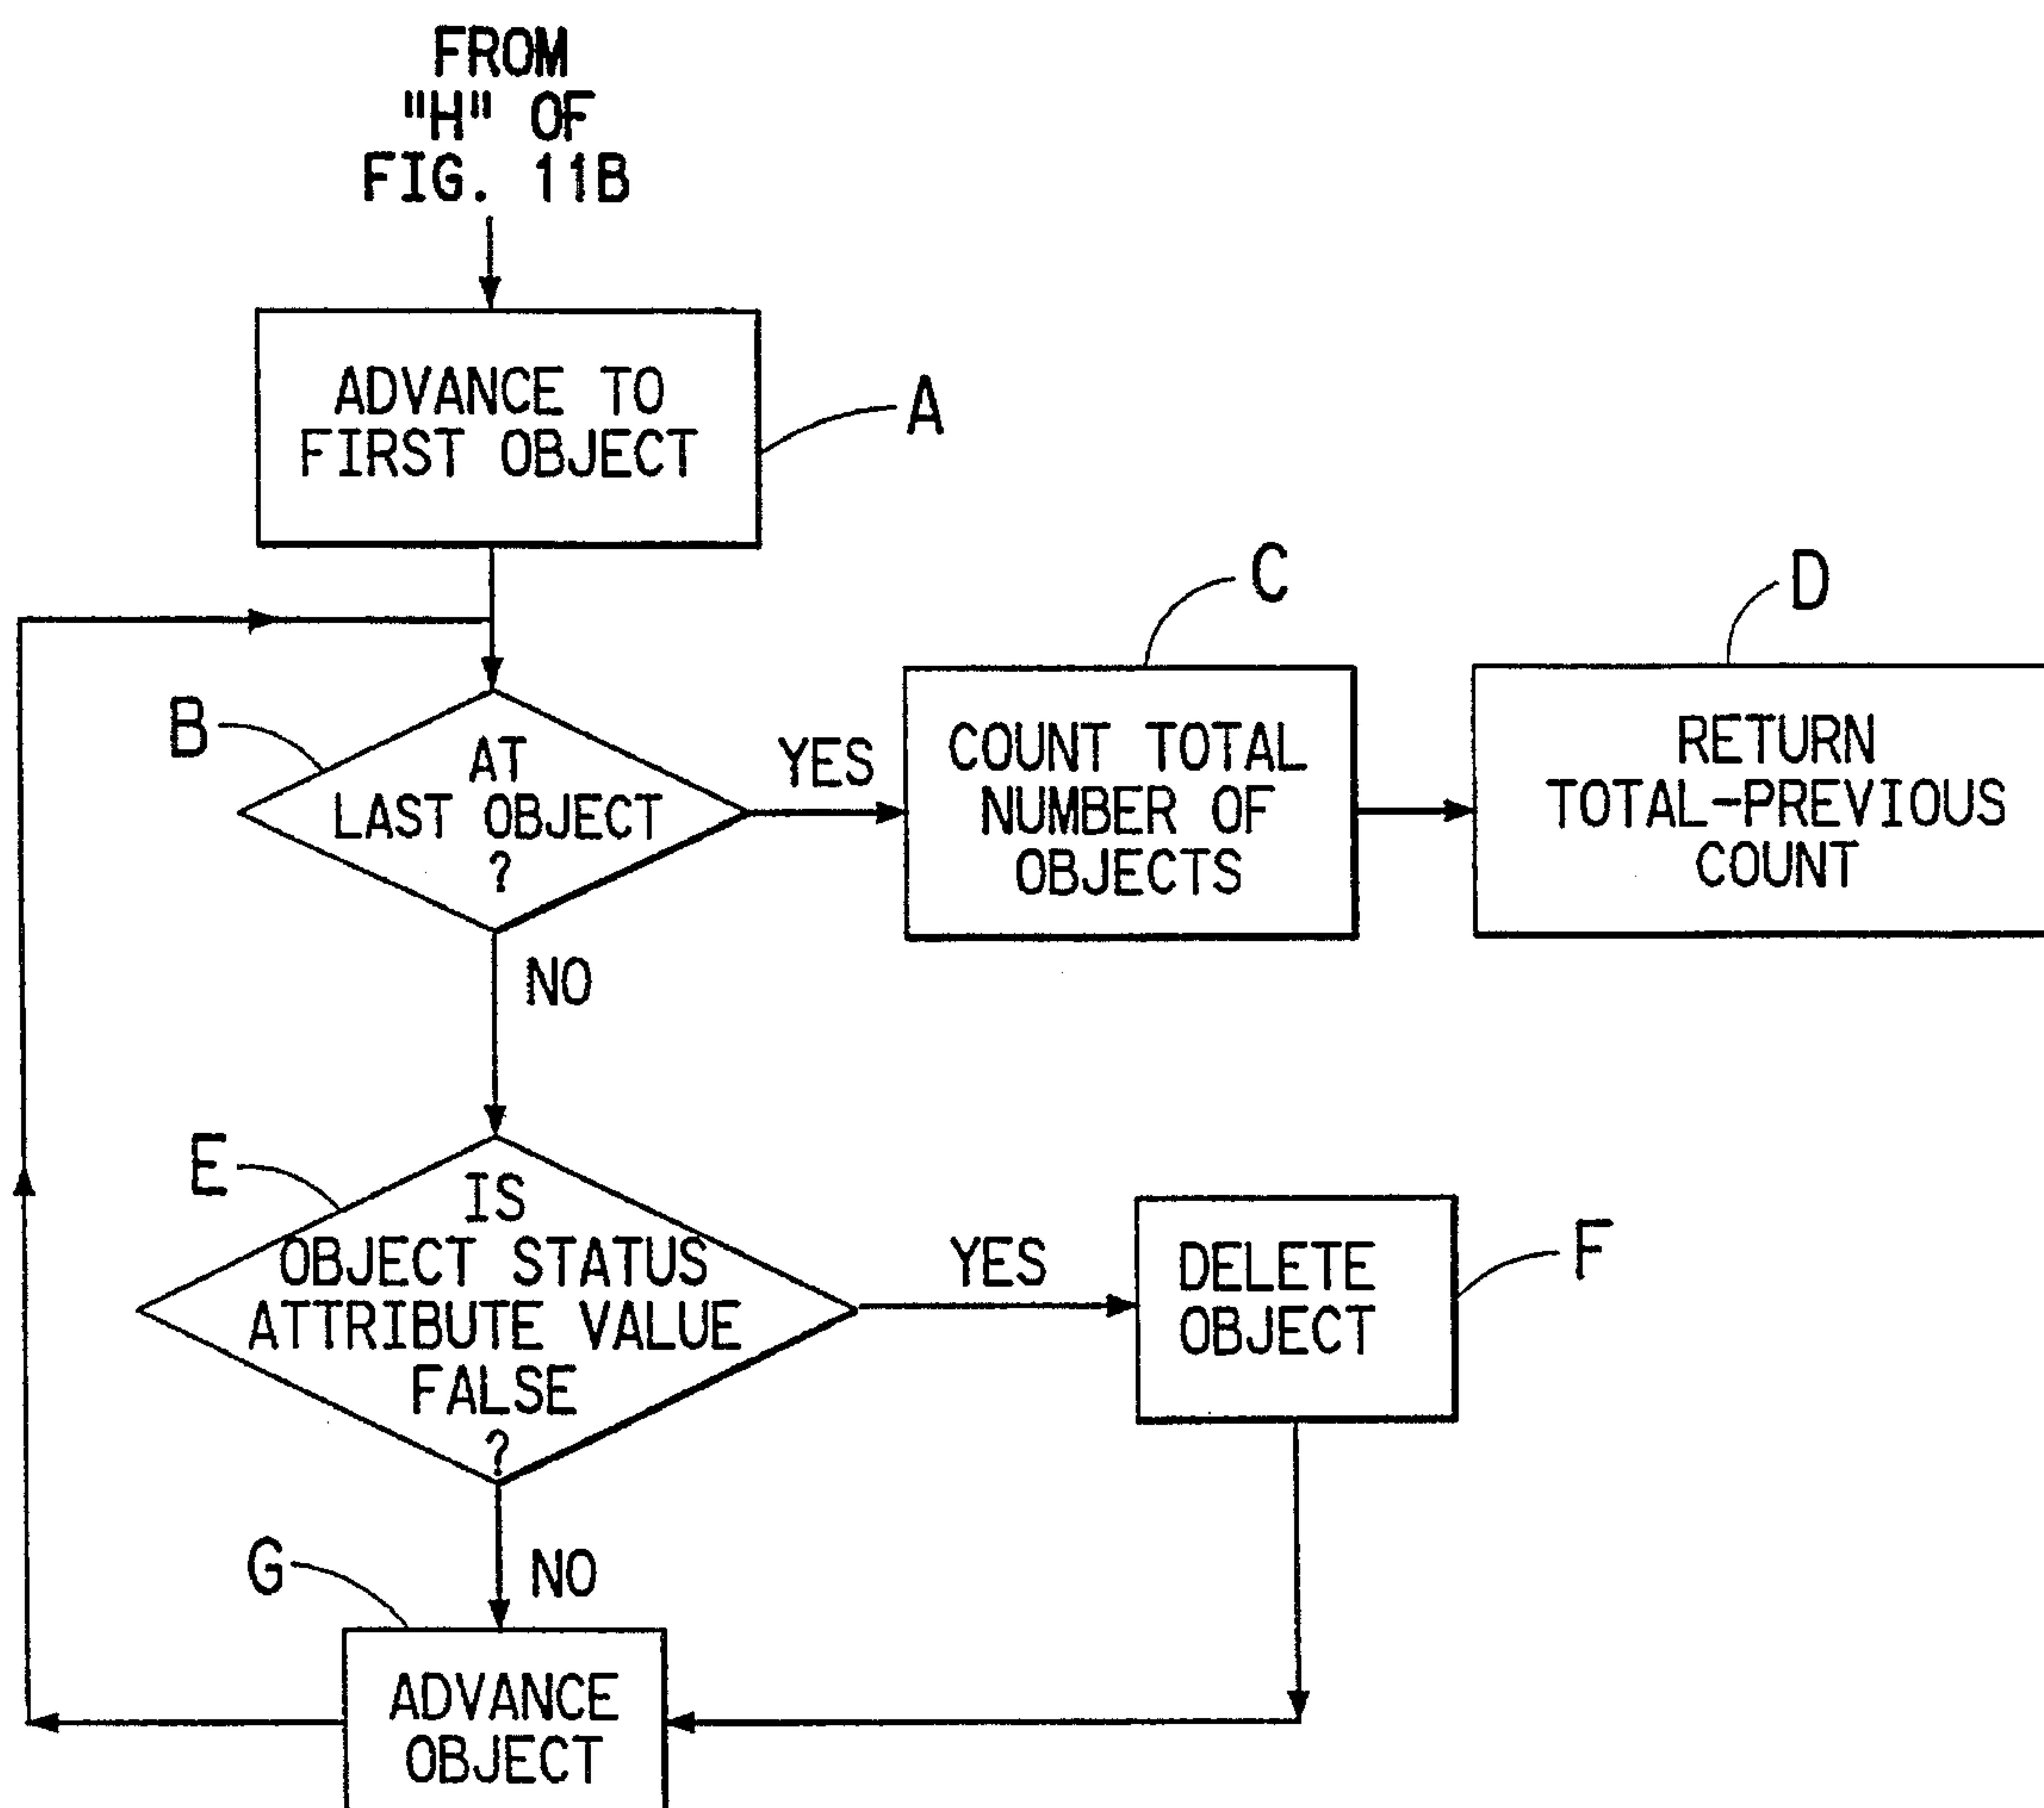 FROM
"H" OF
FIG. 11B
ADVANCE TO
FIRST OBJECT
A
B
AT
LAST OBJECT
?
YES
C
COUNT TOTAL
NUMBER OF
OBJECTS
D
RETURN
TOTAL-PREVIOUS
COUNT
NO
E
IS
OBJECT STATUS
ATTRIBUTE VALUE
FALSE
?
YES
DELETE
OBJECT
F
NO
G
ADVANCE
OBJECT